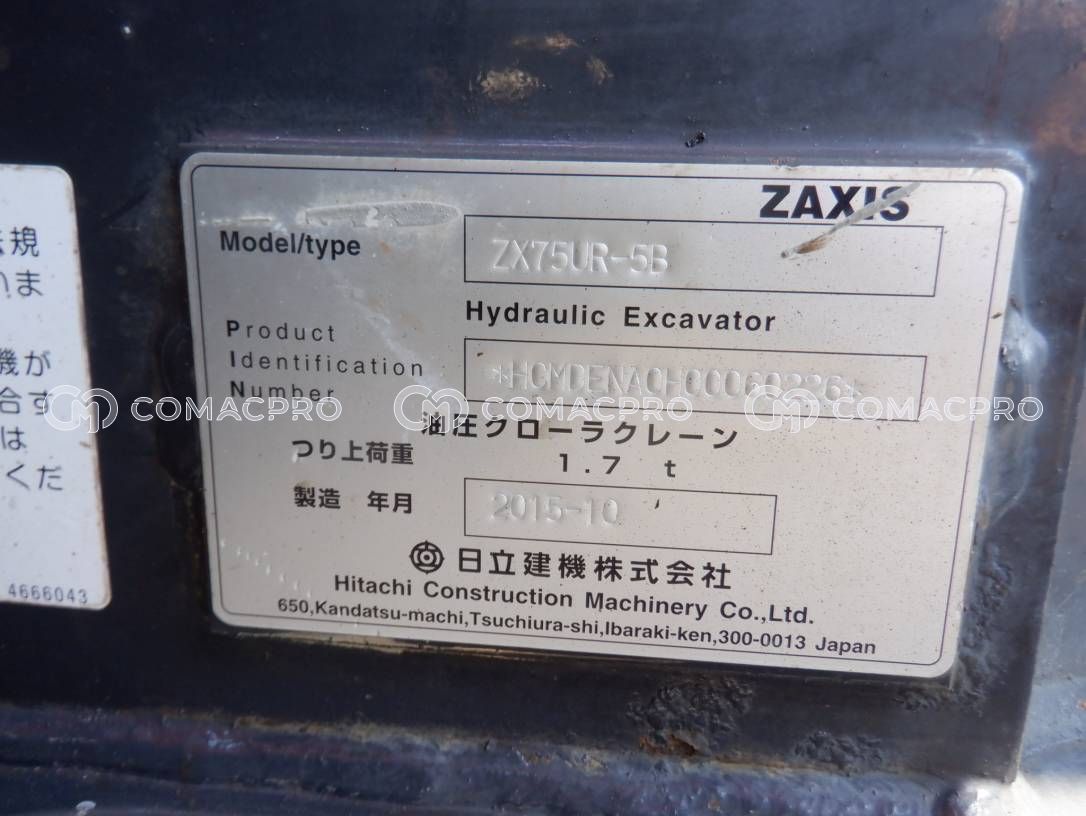 ZAXIS
Model/type
ZX75UR-5B
Hydraulic Excavator
Product
Identification
Number
*HCMDENA0H00060226*
COMACPRO COMACPRO COMACPRO COMACPRO
油圧クローラクレーン
つり上荷重
1.7 t
製造 年月
2015-10
日立建機株式会社
Hitachi Construction Machinery Co.,Ltd.
650,Kandatsu-machi,Tsuchiura-shi,Ibaraki-ken,300-0013 Japan
規
いま
機が
合す
は
くだ
4666043